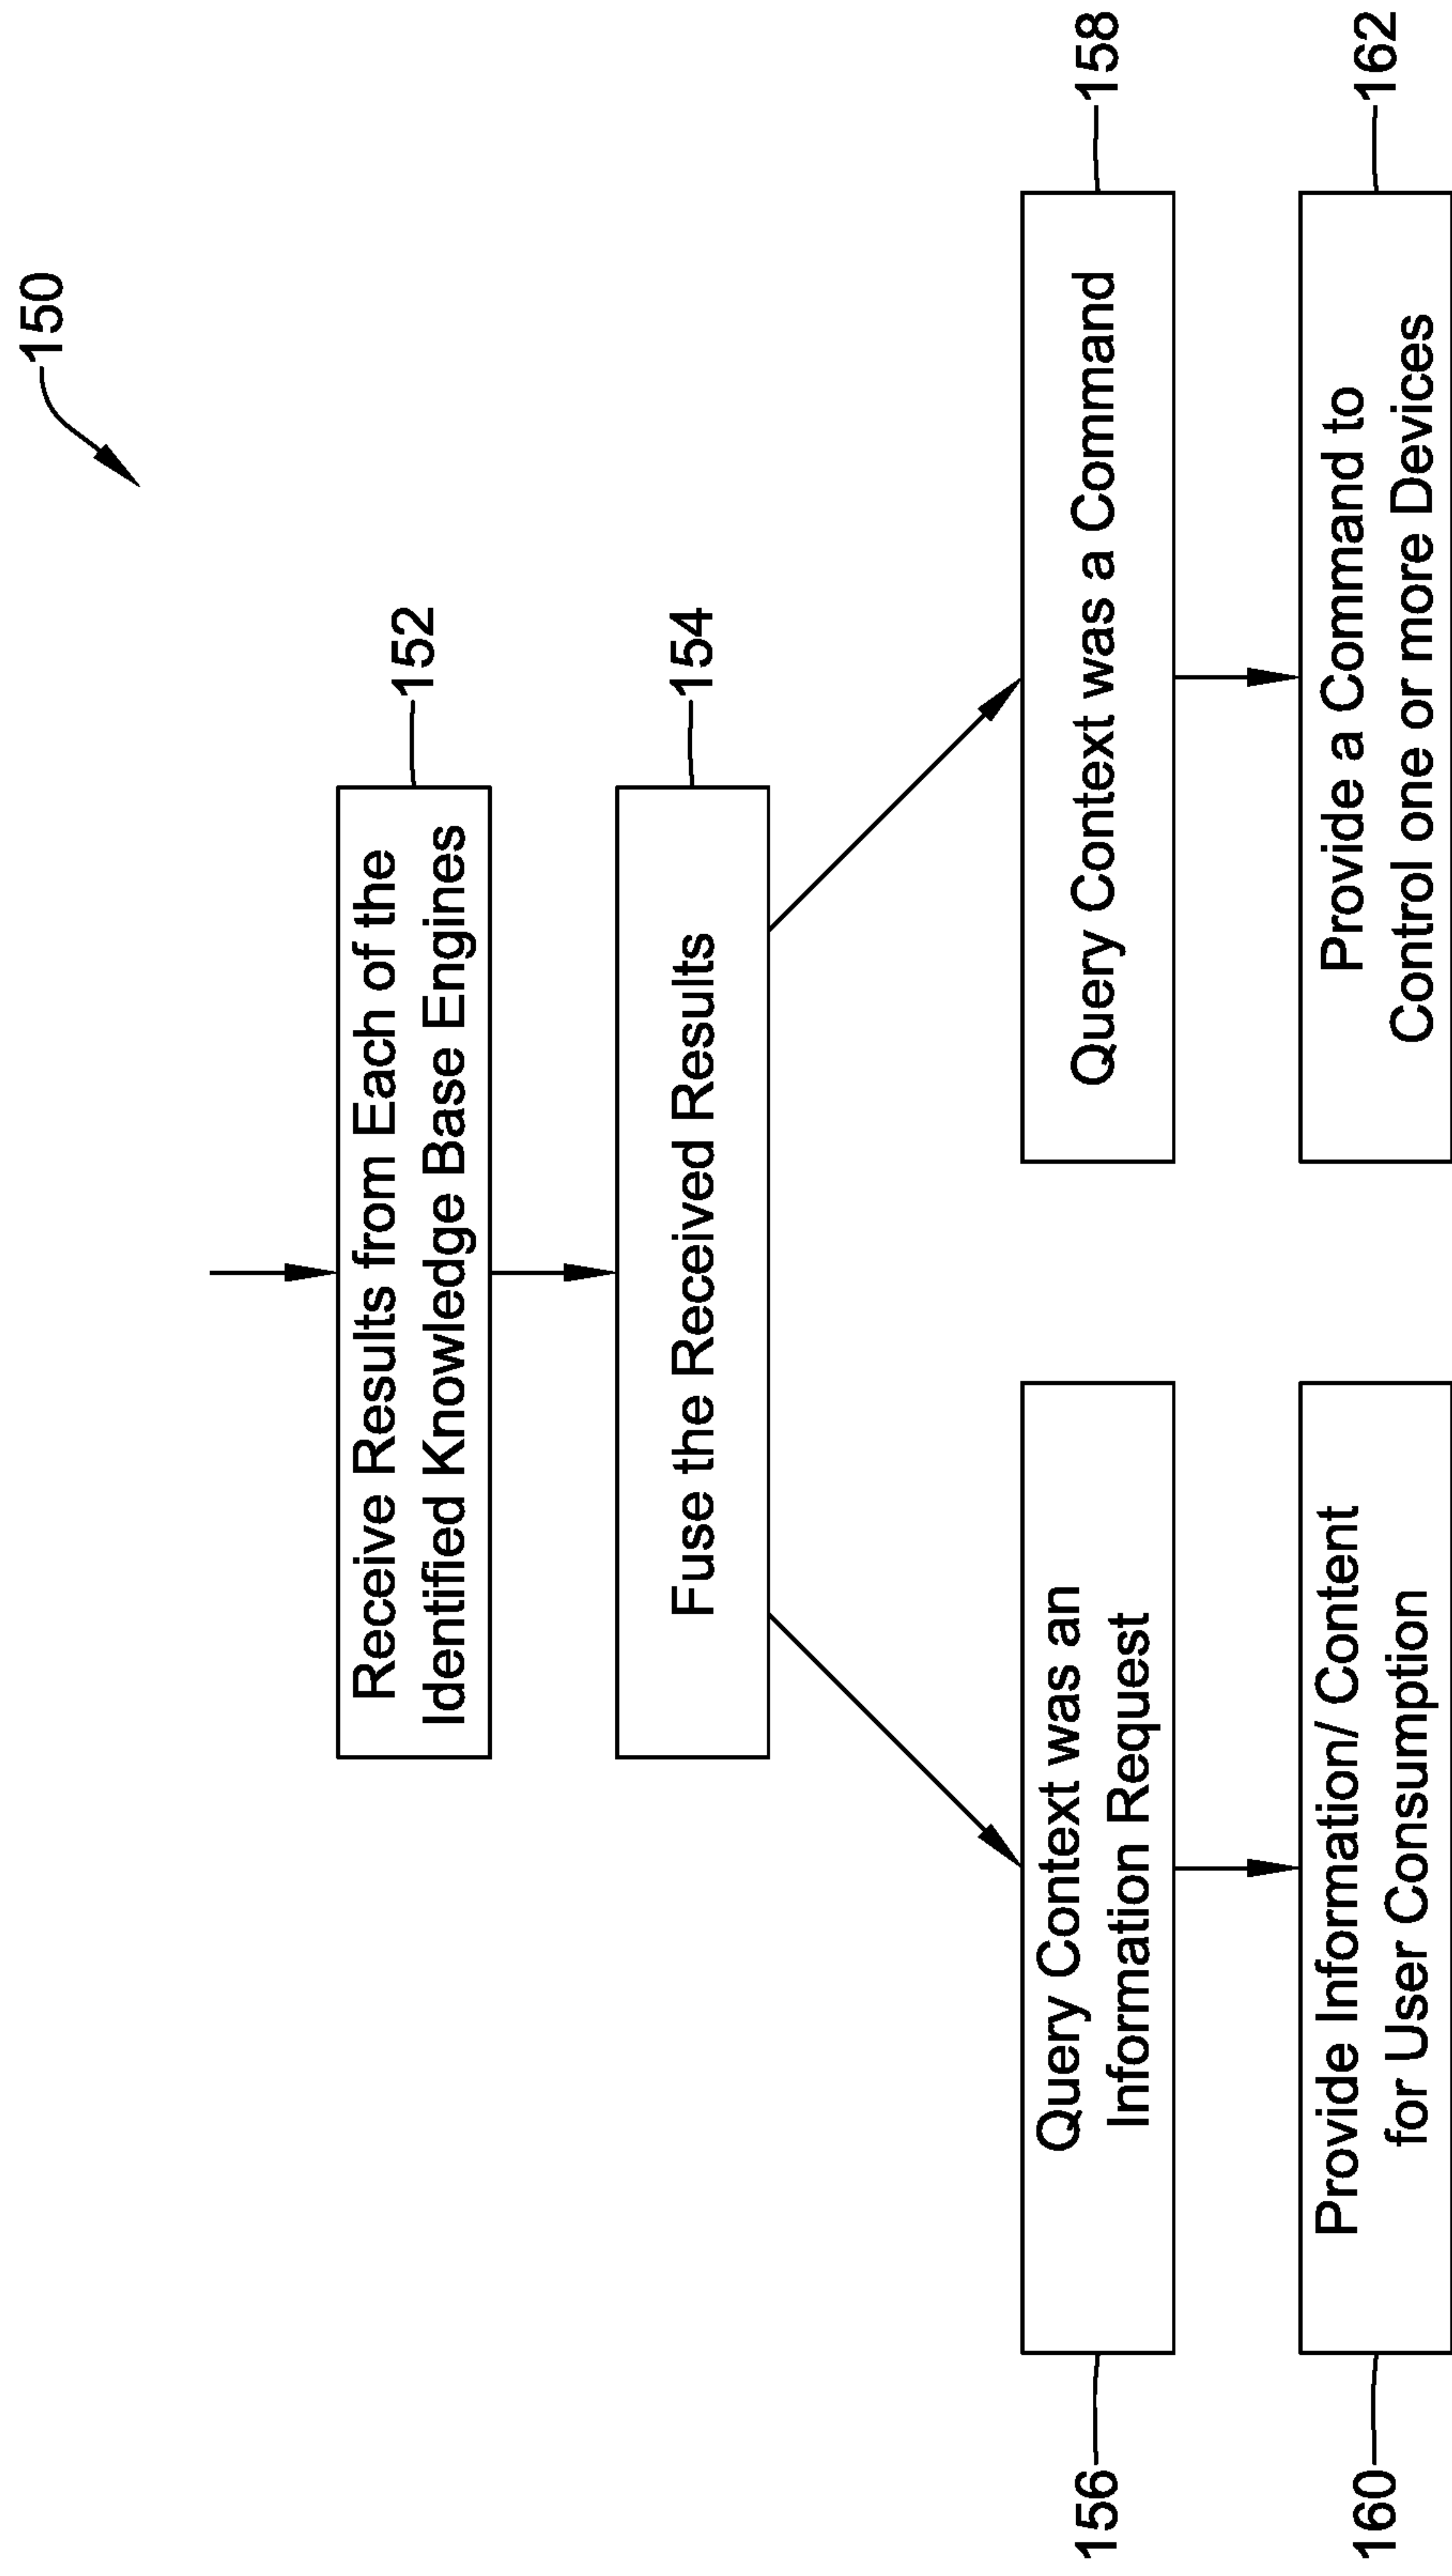 150
Receive Results from Each of the
Identified Knowledge Base Engines
152
Fuse the Received Results
154
156
Query Context was an
Information Request
Query Context was a Command
158
160
Provide Information/ Content
for User Consumption
Provide a Command to
Control one or more Devices
162